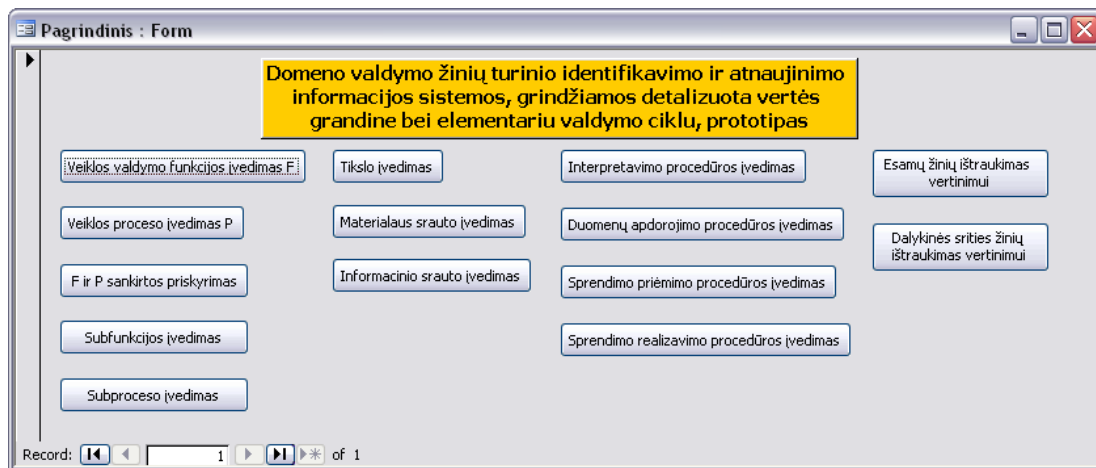 Pagrindinis : Form
Domeno valdymo žinių turinio identifikavimo ir atnaujinimo
informacijos sistemos, grindžiamos detalizuota vertės
grandine bei elementariu valdymo ciklu, prototipas
Veiklos valdymo funkcijos įvedimas F
Veiklos proceso įvedimas P
F ir P sankirtos priskyrimas
Subfunkcijos įvedimas
Subproceso įvedimas
Tikslo įvedimas
Materialaus srauto įvedimas
Informacinio srauto įvedimas
Interpretavimo procedūros įvedimas
Duomenų apdorojimo procedūros įvedimas
Sprendimo priėmimo procedūros įvedimas
Sprendimo realizavimo procedūros įvedimas
Esamų žinių ištraukimas
vertinimui
Dalykinės srities žinių
ištraukimas vertinimui
Record: 1 of 1